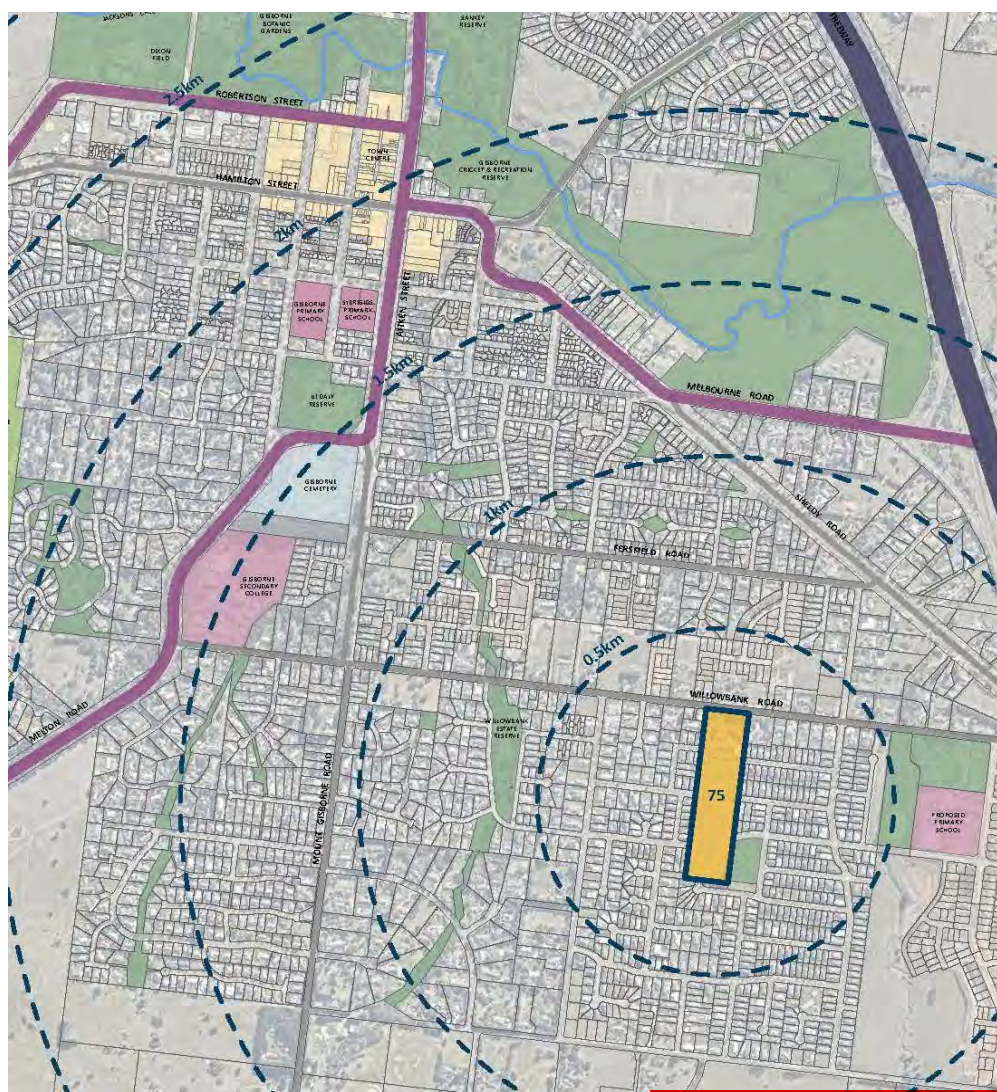 GISBORNE
BOTANIC
GARDENS
SANKEY
RESERVE
DIXON
FIELD
FREEWAY
2.5km
ROBERTSON STREET
TOWN
CENTRE
GISBORNE
CRICKET & RECREATION
RESERVE
HAMILTON STREET
2km
GISBORNE
PRIMARY
SCHOOL
PRIMARY
SCHOOL
AITKEN STREET
1.5km
RESERVE
MELBOURNE ROAD
GISBORNE
CEMETERY
1km
SHEEDY ROAD
FERSFIELD ROAD
GISBORNE
SECONDARY
COLLEGE
0.5km
WILLOWBANK ROAD
MELTON ROAD
WILLOWBANK
ESTATE
RESERVE
MOUNT GISBORNE ROAD
75
PROPOSED
PRIMARY
SCHOOL